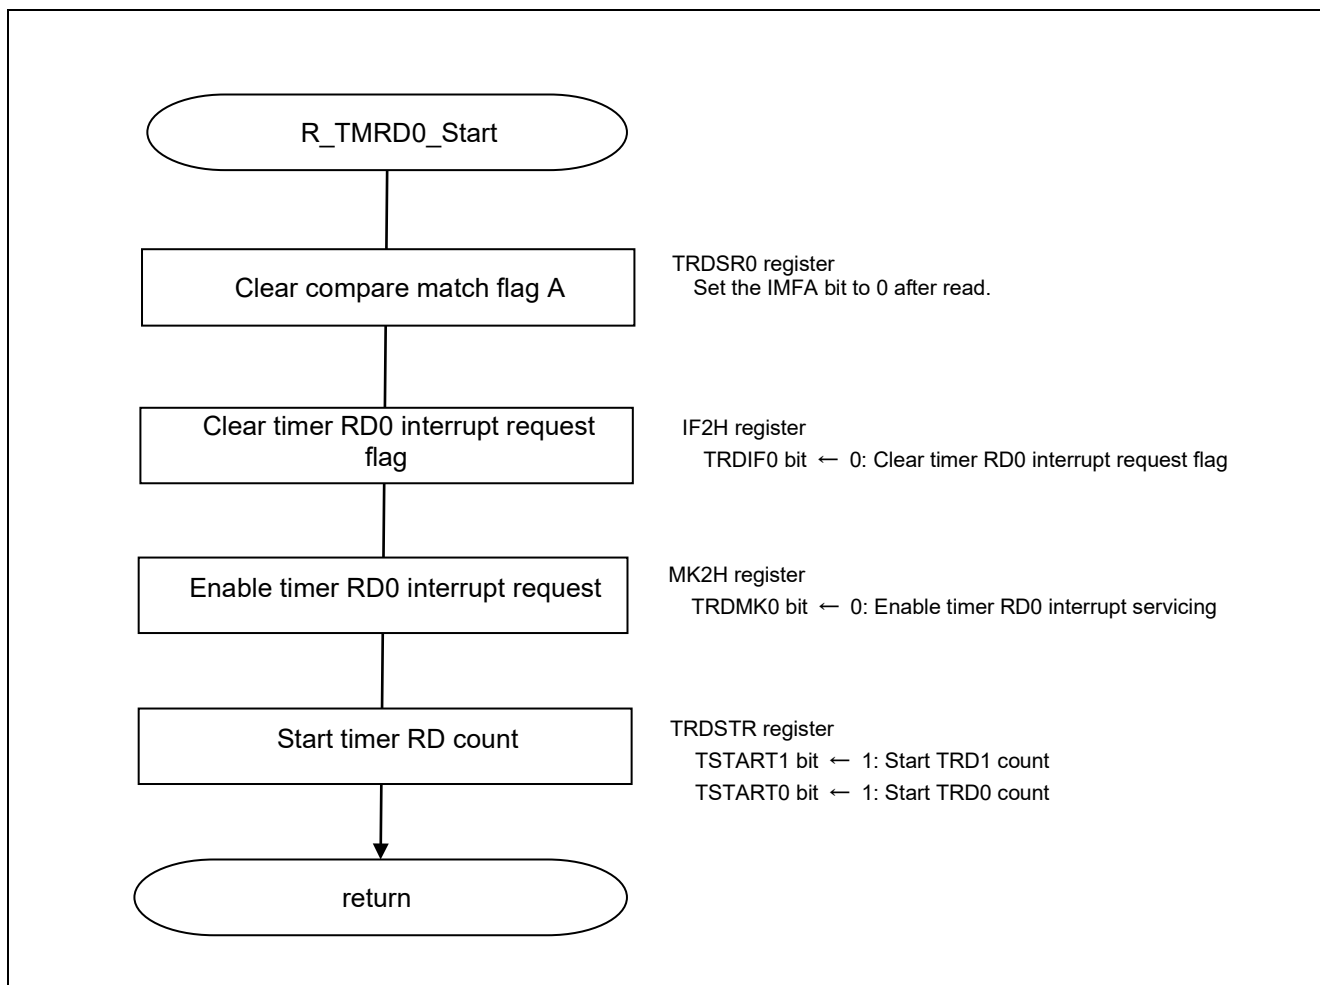 R_TMRD0_Start
Clear compare match flag A
TRDSR0 register
Set the IMFA bit to 0 after read.
Clear timer RD0 interrupt request
flag
IF2H register
TRDIF0 bit ← 0: Clear timer RD0 interrupt request flag
Enable timer RD0 interrupt request
MK2H register
TRDMK0 bit ← 0: Enable timer RD0 interrupt servicing
Start timer RD count
TRDSTR register
TSTART1 bit ← 1: Start TRD1 count
TSTART0 bit ← 1: Start TRD0 count
return